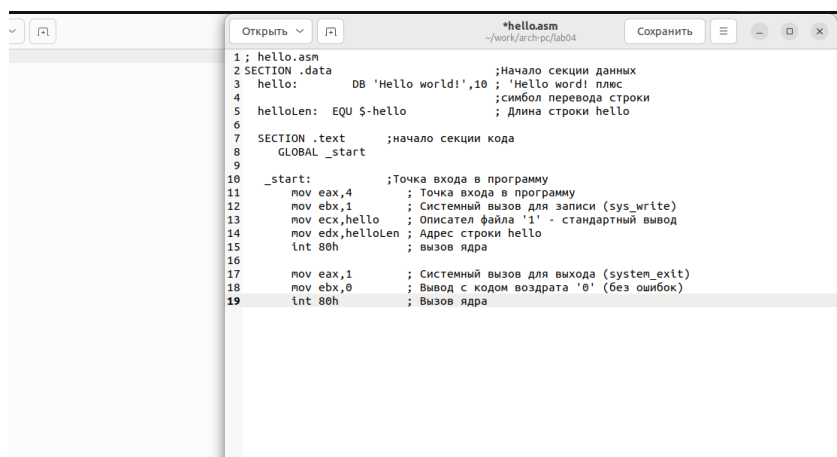 Открыть
*hello.asm
~/work/arch-pc/lab04
Сохранить
1 ; hello.asm
2 SECTION .data ;Начало секции данных
3 hello: DB 'Hello world!',10 ; 'Hello word! плюс
4 ;символ перевода строки
5 helloLen: EQU $-hello ; Длина строки hello
6
7 SECTION .text ;начало секции кода
8 GLOBAL _start
9
10 _start: ;Точка входа в программу
11 mov eax,4 ; Точка входа в программу
12 mov ebx,1 ; Системный вызов для записи (sys_write)
13 mov ecx,hello ; Описател файла '1' - стандартный вывод
14 mov edx,helloLen ; Адрес строки hello
15 int 80h ; вызов ядра
16
17 mov eax,1 ; Системный вызов для выхода (system_exit)
18 mov ebx,0 ; Вывод с кодом воздрата '0' (без ошибок)
19 int 80h ; Вызов ядра